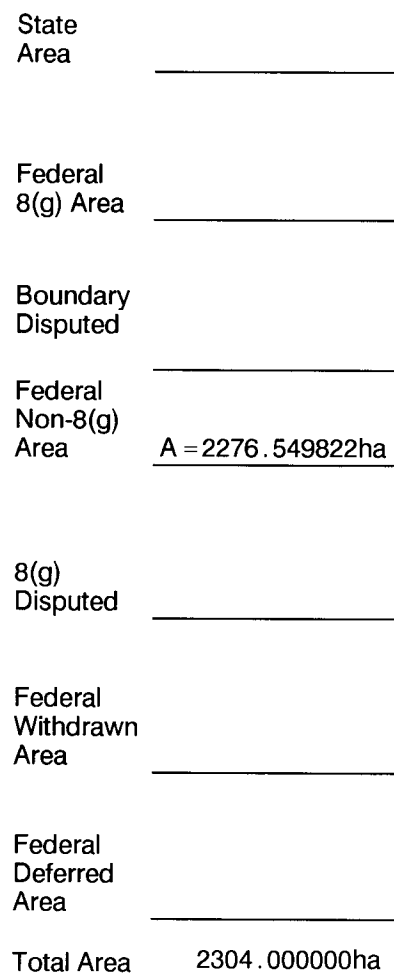 State
Area
Federal
8(g) Area
Boundary
Disputed
Federal
Non-8(g)
Area A = 2276.549822ha
8(g)
Disputed
Federal
Withdrawn
Area
Federal
Deferred
Area
Total Area 2304.000000ha